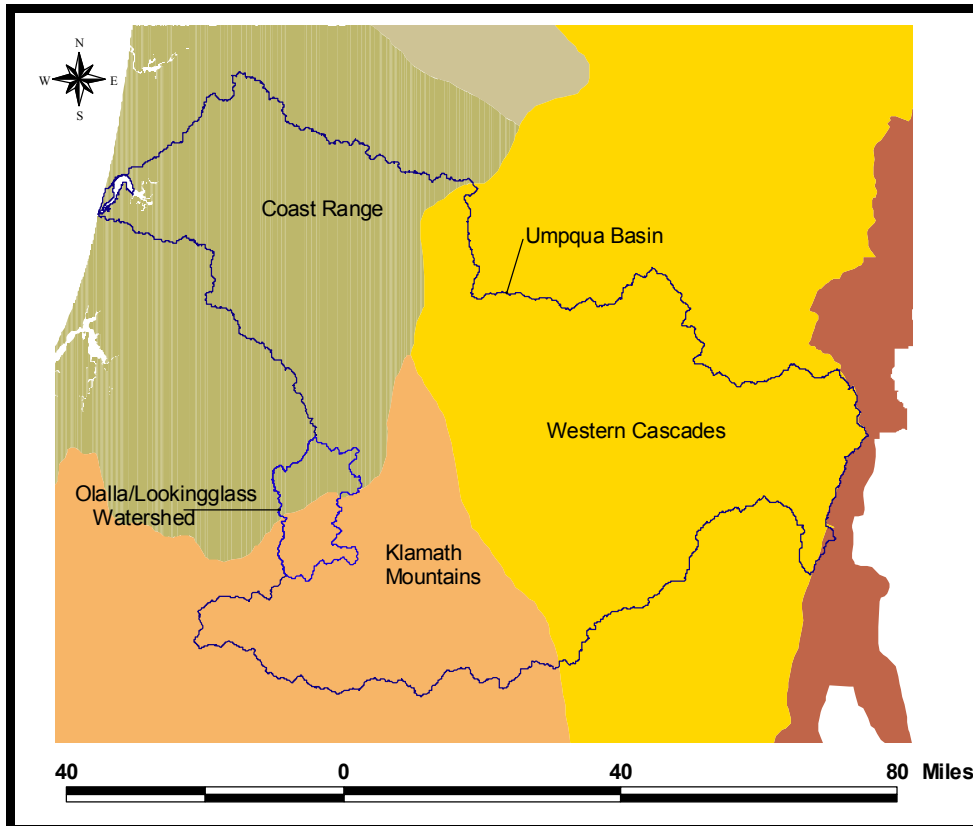 N
W E
S
Coast Range
Umpqua Basin
Western Cascades
Olalla/Lookingglass
Watershed
Klamath
Mountains
40 0 40 80 Miles